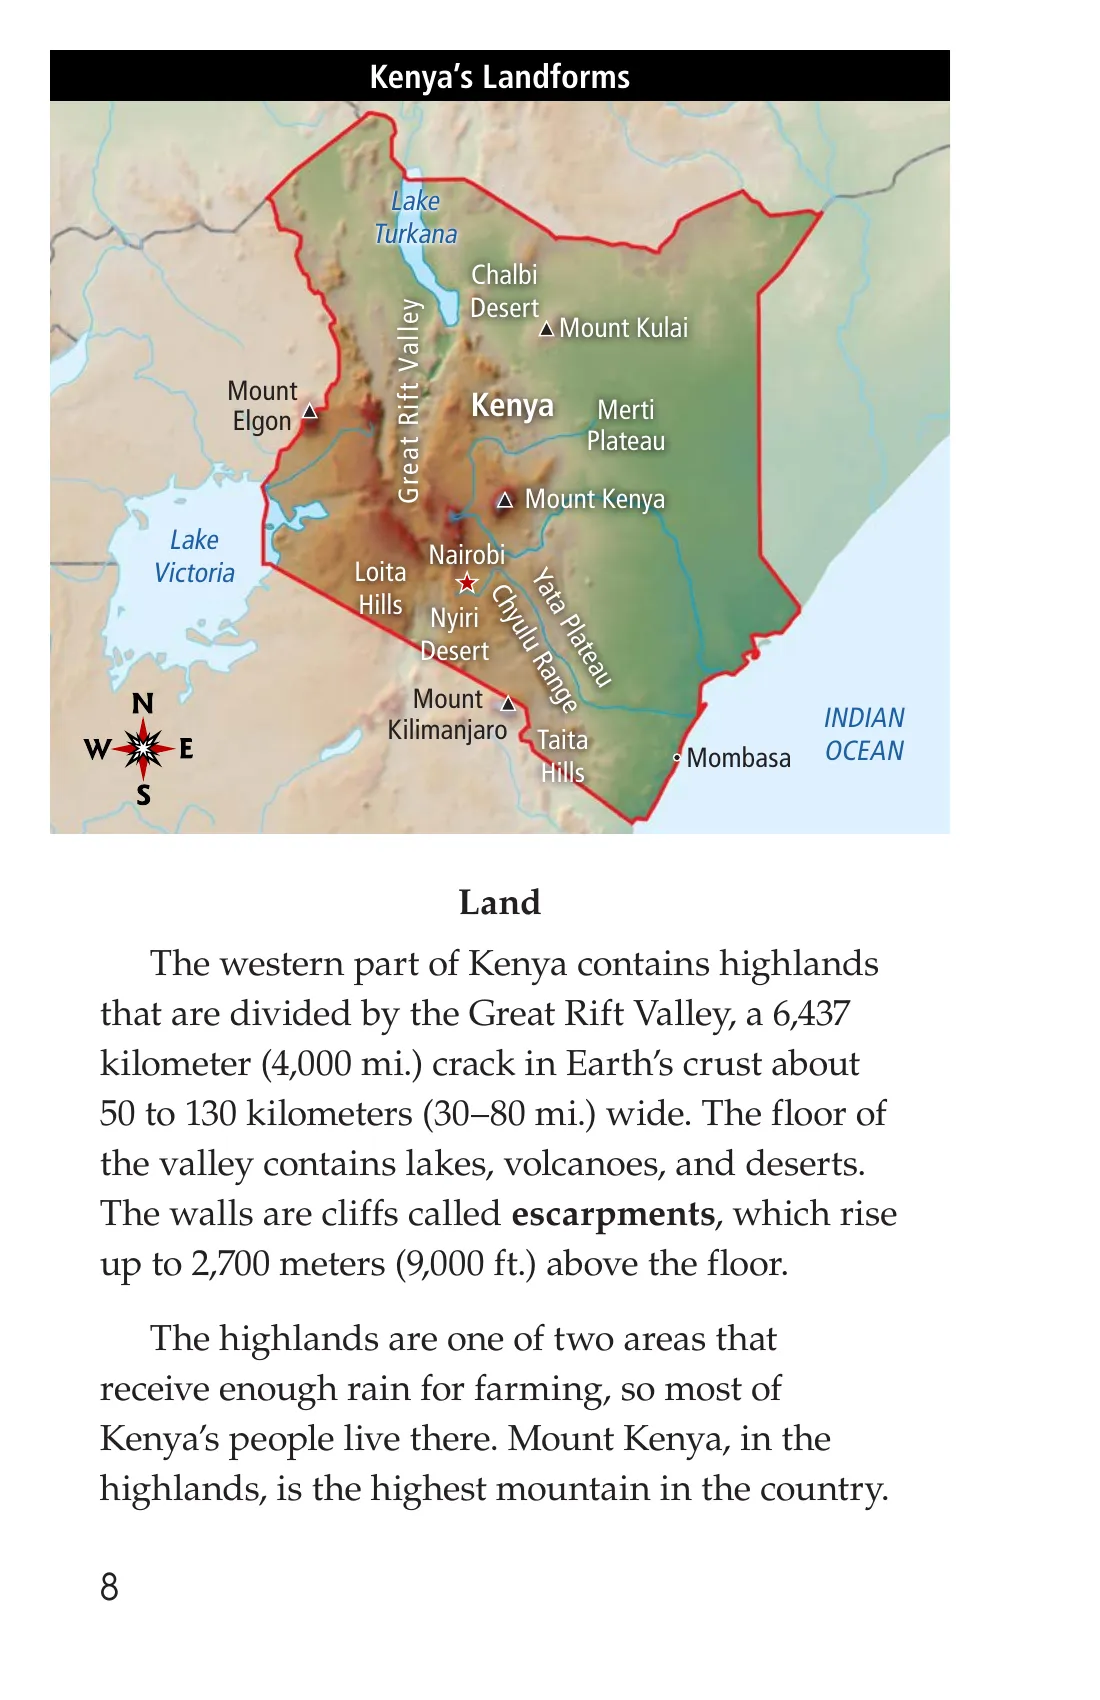 Kenya’s Landforms
Lake
Turkana
Chalbi
Desert
Mount Kulai
Great Rift Valley
Mount
Elgon
Kenya
Merti
Plateau
Mount Kenya
Lake
Victoria
Nairobi
Loita
Hills
Nyiri
Desert
Chyulu Range
Yata Plateau
Mount
Kilimanjaro
Taita
Hills
Mombasa
INDIAN
OCEAN
N
W E
S
Land
The western part of Kenya contains highlands
that are divided by the Great Rift Valley, a 6,437
kilometer (4,000 mi.) crack in Earth’s crust about
50 to 130 kilometers (30–80 mi.) wide. The floor of
the valley contains lakes, volcanoes, and deserts.
The walls are cliffs called escarpments, which rise
up to 2,700 meters (9,000 ft.) above the floor.
The highlands are one of two areas that
receive enough rain for farming, so most of
Kenya’s people live there. Mount Kenya, in the
highlands, is the highest mountain in the country.
8